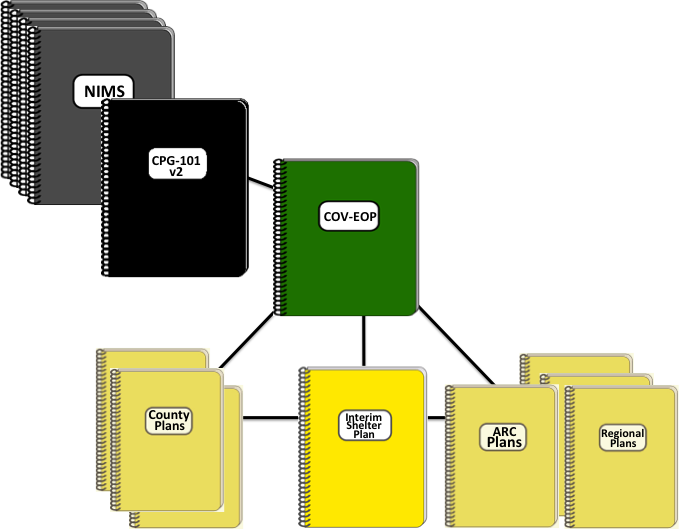 NIMS
CPG-101
v2
COV-EOP
County
Plans
Interim
Shelter
Plan
ARC
Plans
Regional
Plans